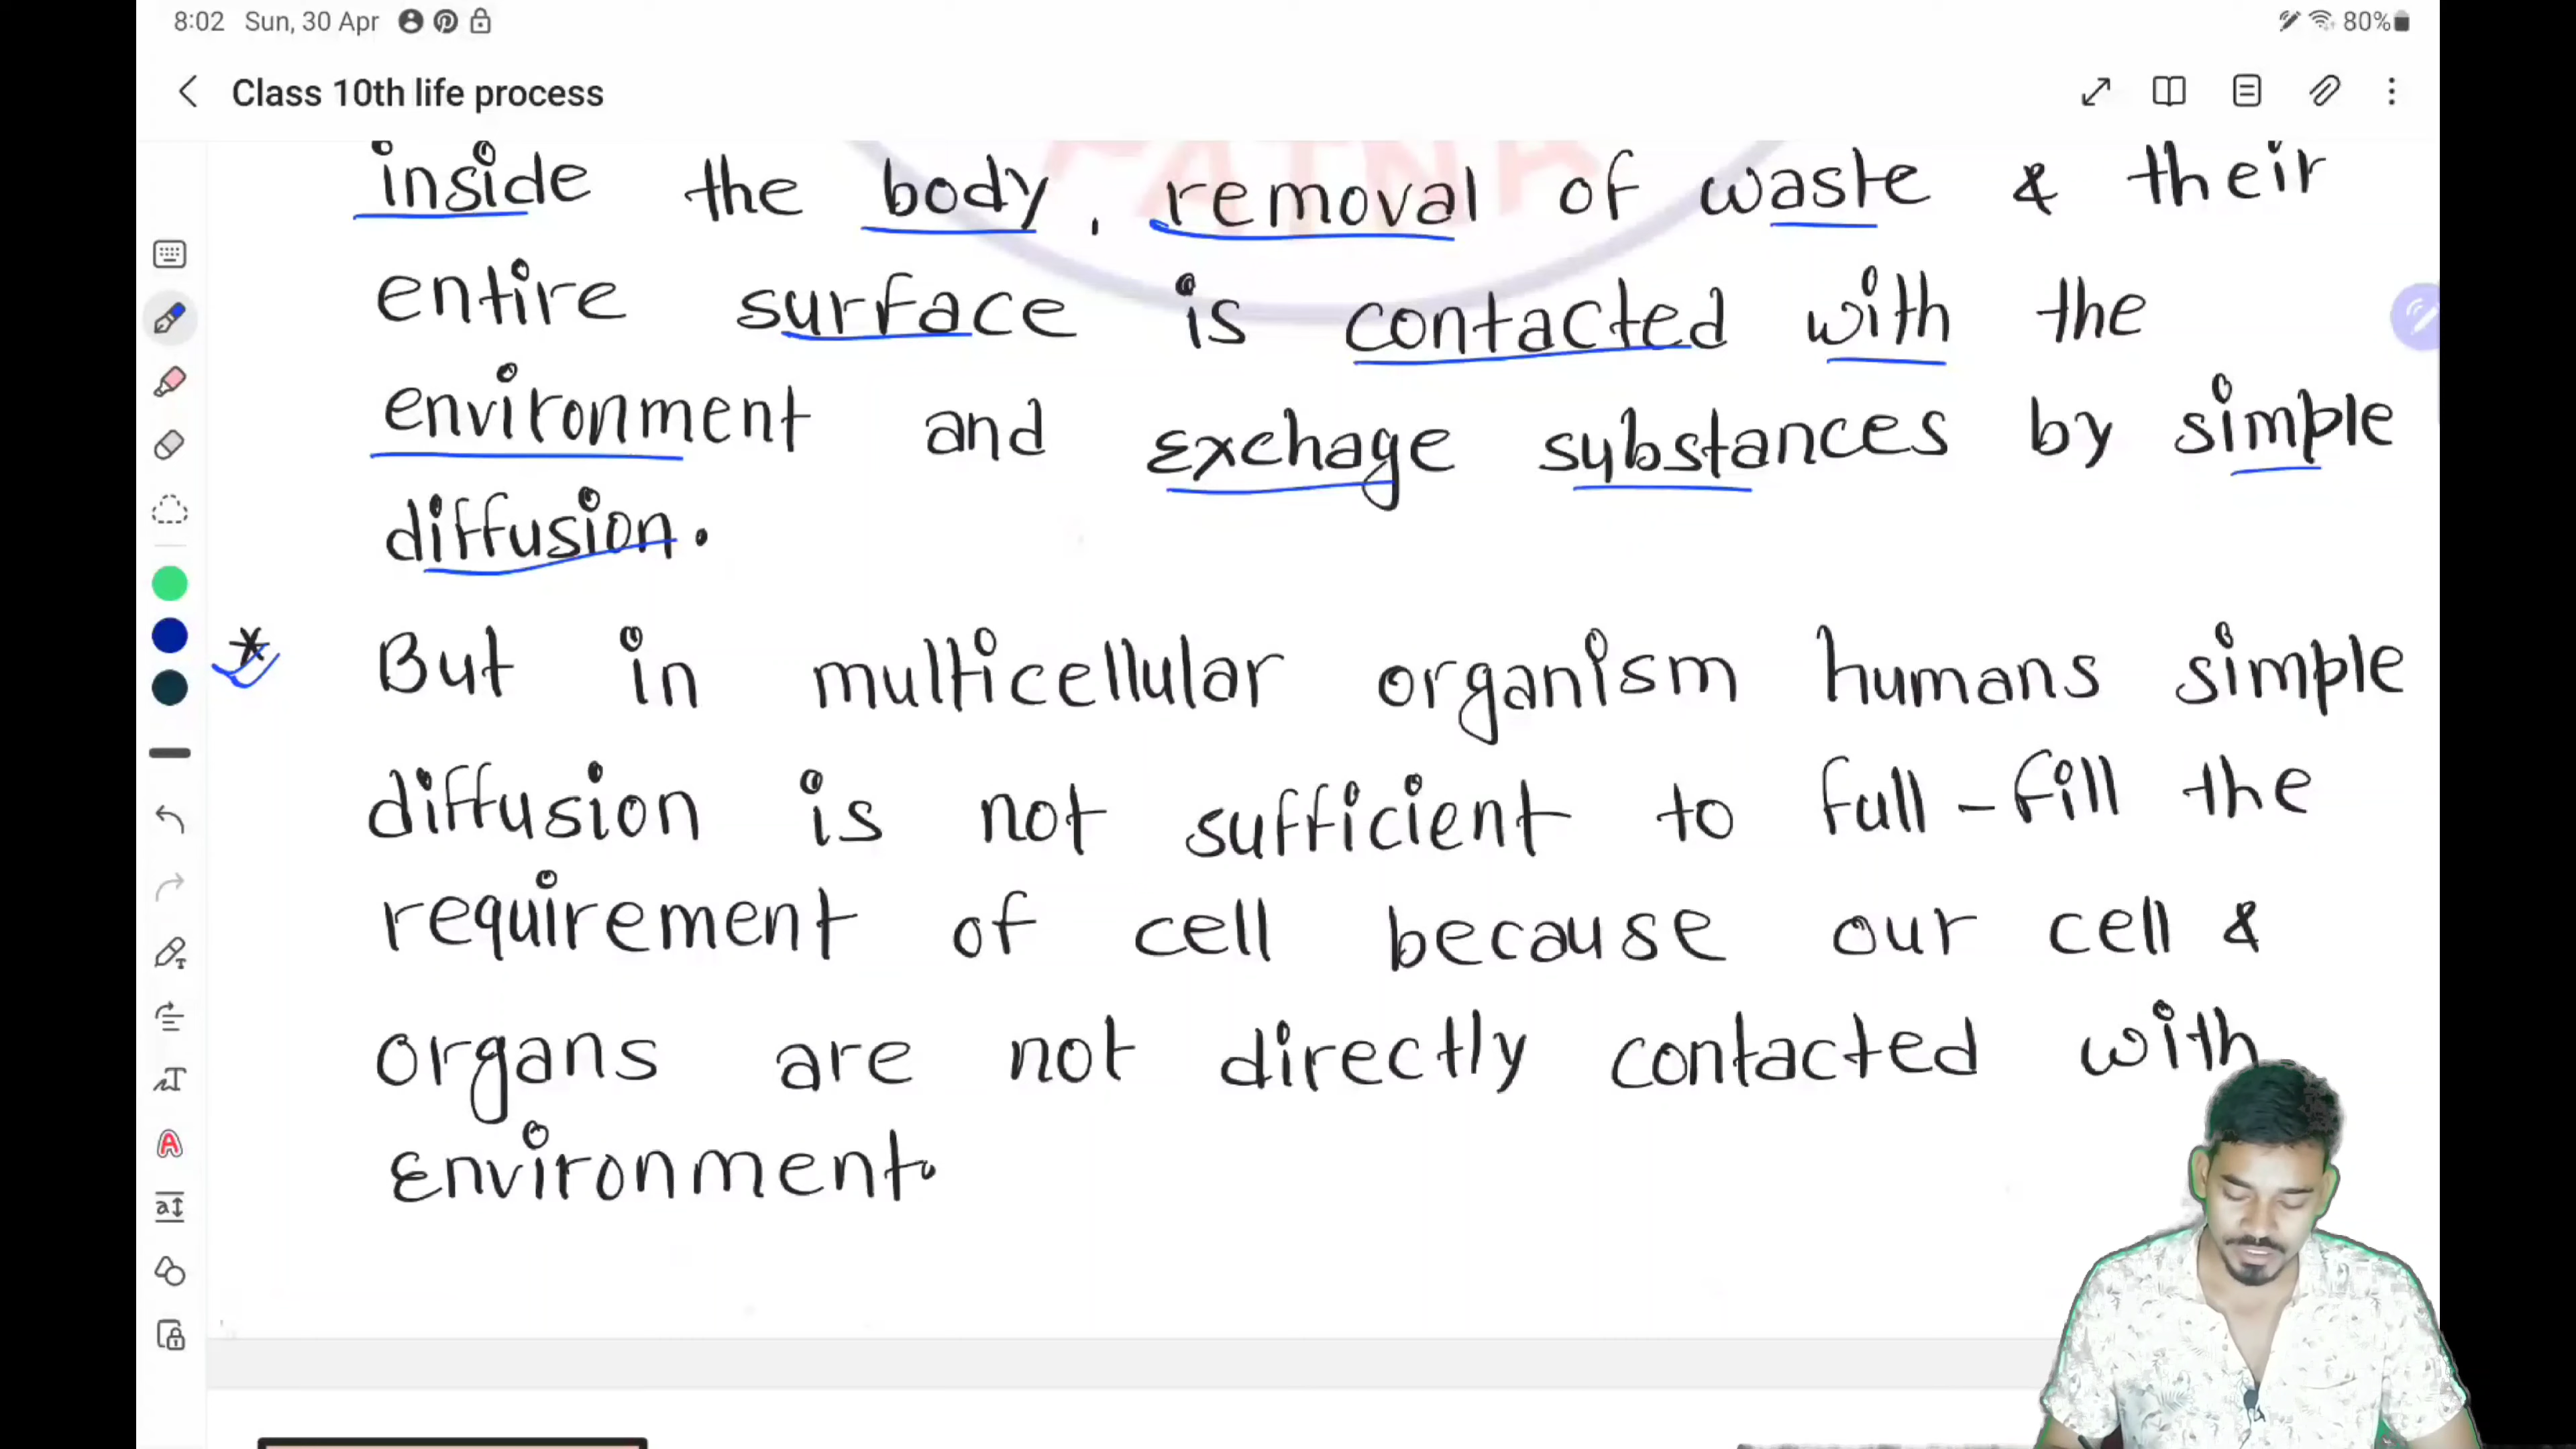 8:02 Sun, 30 Apr 80%
Class 10th life process
inside the body, removal of waste & their
entire surface is contacted with the
environment and exchage substances by simple
diffusion.
* But in multicellular organism humans simple
diffusion is not sufficient to full-fill the
requirement of cell because our cell &
organs are not directly contacted with
environment.